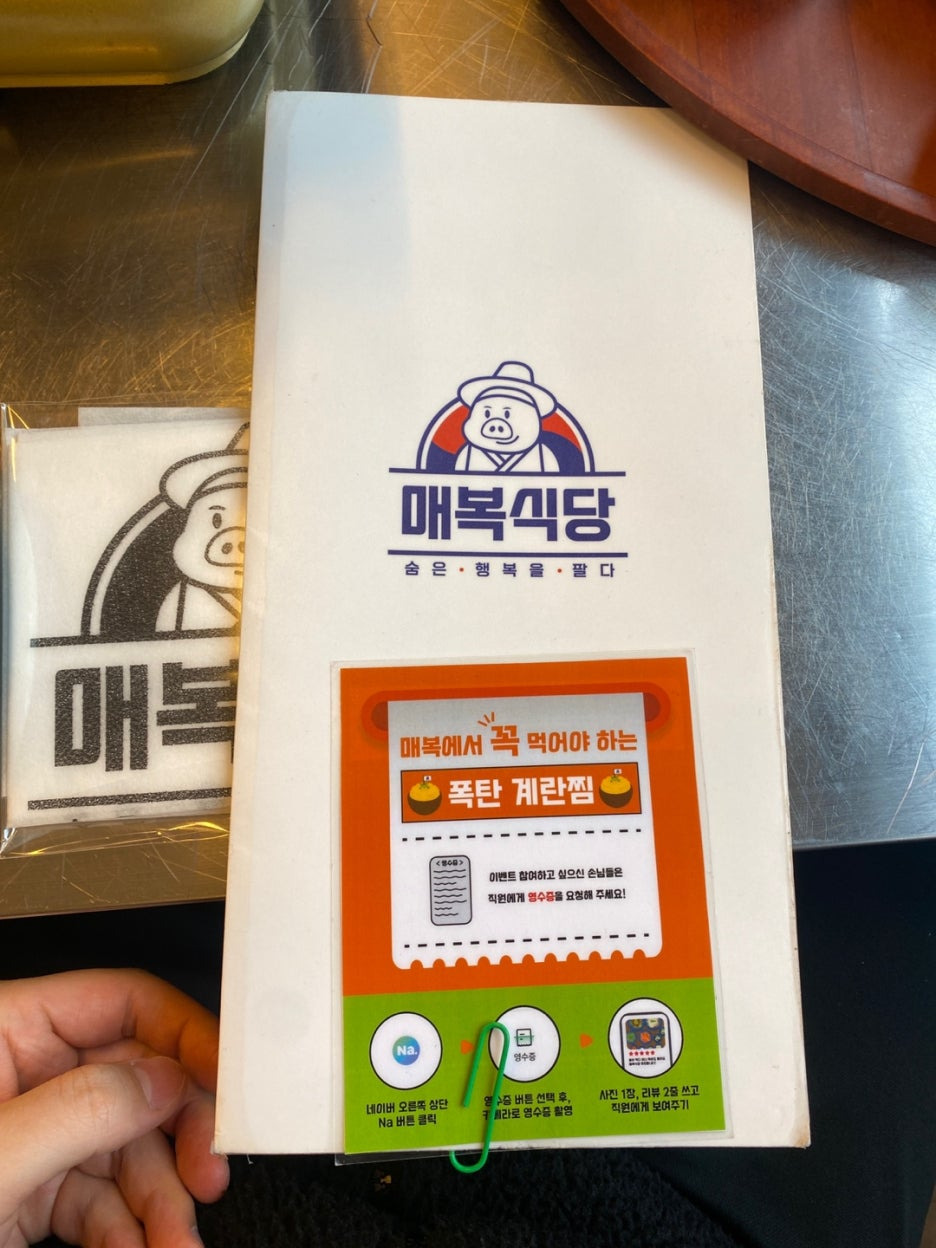 매복식당
숨은·행복을·팔다
매복
매복에서 꼭 먹어야 하는
폭탄 계란찜
<영수증>
이벤트 참여하고 싶으신 손님들은
직원에게 영수증을 요청해 주세요!
Na.
영수증
네이버 오른쪽 상단
Na 버튼 클릭
영수증 버튼 선택 후,
카메라로 영수증 촬영
사진 1장, 리뷰 2줄 쓰고
직원에게 보여주기